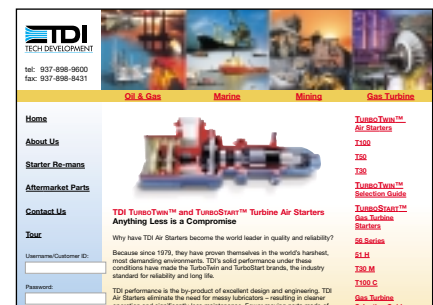 TDI
TECH DEVELOPMENT
tel: 937-898-9600
fax: 937-898-8431
Oil & Gas
Marine
Mining
Gas Turbine
Home
About Us
Starter Re-mans
Aftermarket Parts
Contact Us
Tour
Username/Customer ID:
Password:
TDI TURBOTWIN™ and TURBOSTART™ Turbine Air Starters
Anything Less is a Compromise
Why have TDI Air Starters become the world leader in quality and reliability?
Because since 1979, they have proven themselves in the world's harshest,
most demanding environments. TDI's solid performance under these
conditions have made the TurboTwin and TurboStart brands, the industry
standard for reliability and long life.
TDI performance is the by-product of excellent design and engineering. TDI
Air Starters eliminate the need for messy lubricators – resulting in cleaner
TURBOTWIN™
Air Starters
T100
T50
T30
TURBOTWIN™
Selection Guide
TURBOSTART™
Gas Turbine
Starters
56 Series
51 H
T30 M
T100 C
Gas Turbine